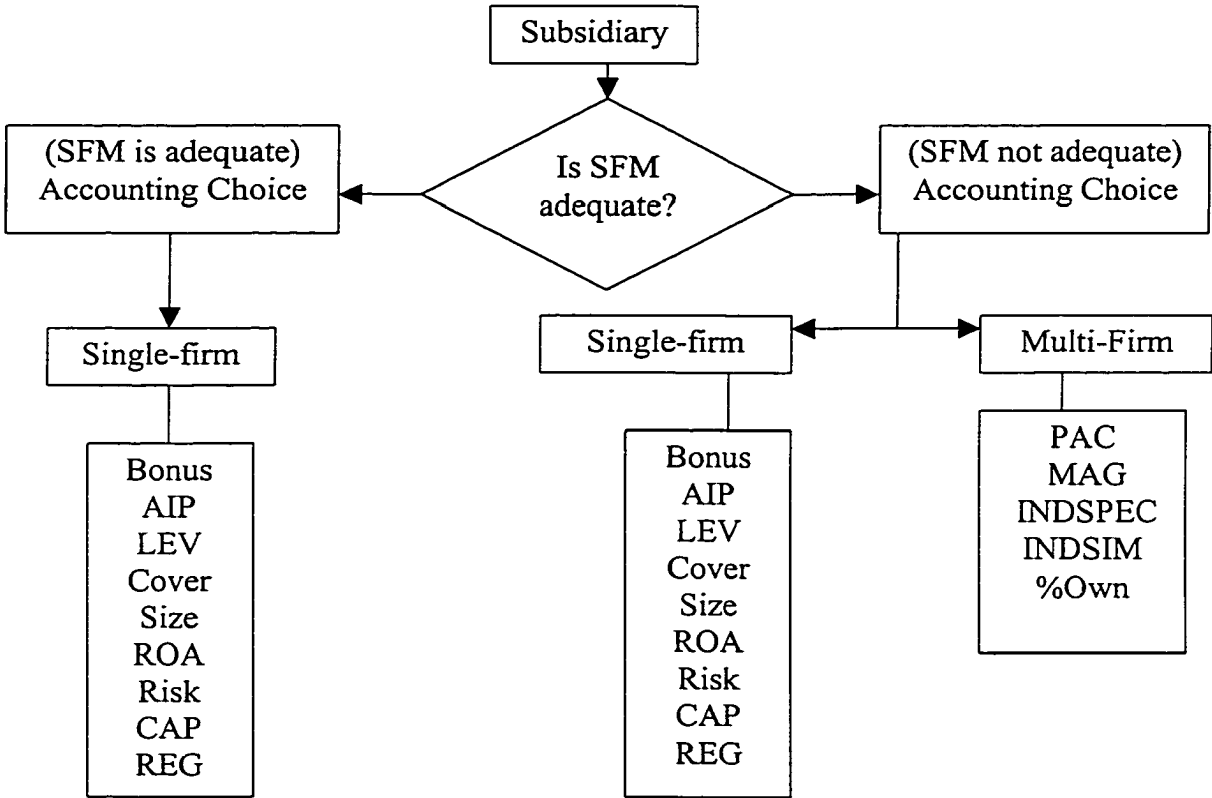 Subsidiary
(SFM is adequate)
Accounting Choice
Is SFM
adequate?
(SFM not adequate)
Accounting Choice
Single-firm
Single-firm
Multi-Firm
Bonus
AIP
LEV
Cover
Size
ROA
Risk
CAP
REG
Bonus
AIP
LEV
Cover
Size
ROA
Risk
CAP
REG
PAC
MAG
INDSPEC
INDSIM
%Own